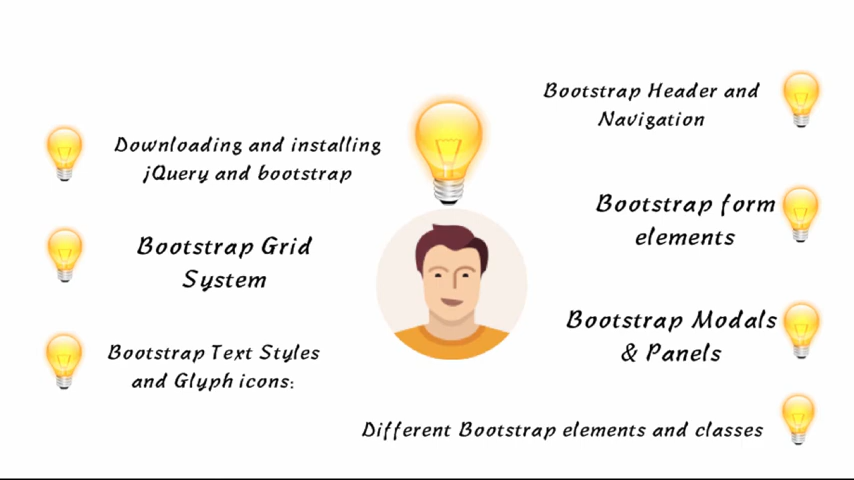 Downloading and installing
jQuery and bootstrap
Bootstrap Grid
System
Bootstrap Text Styles
and Glyph icons:
Bootstrap Header and
Navigation
Bootstrap form
elements
Bootstrap Modals
& Panels
Different Bootstrap elements and classes